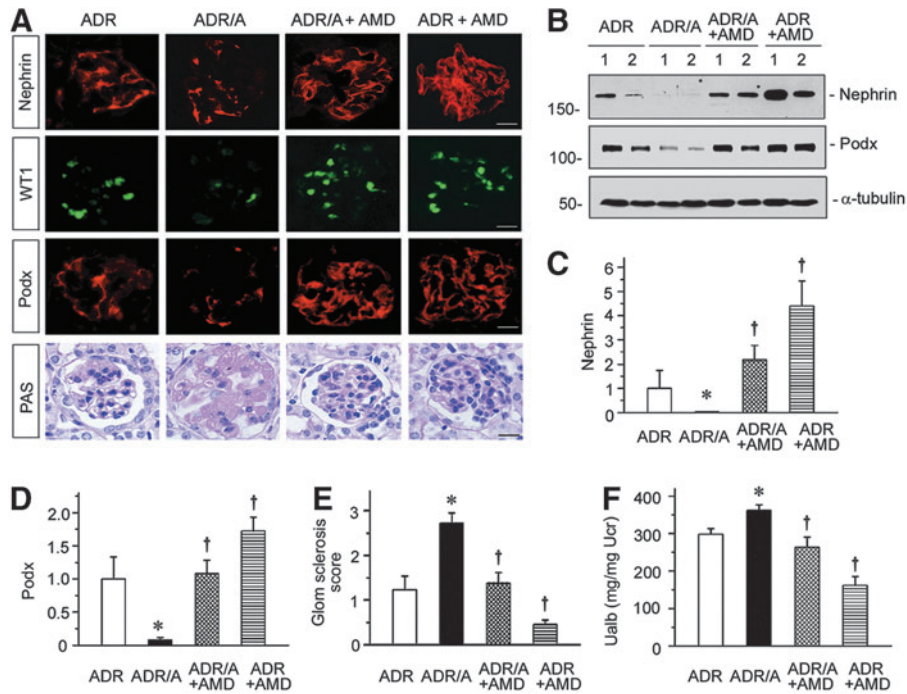 A
ADR
ADR/A
ADR/A + AMD
ADR + AMD
Nephrin
WT1
Podx
PAS
B
ADR
ADR/A
ADR/A +AMD
ADR +AMD
1 2 1 2 1 2 1 2
150-
- Nephrin
100-
- Podx
50-
- α-tubulin
C
Nephrin
6
5
4
3
2
1
0
*
†
†
ADR
ADR/A
ADR/A +AMD
ADR +AMD
D
Podx
2.0
1.5
1.0
0.5
0
*
†
†
ADR
ADR/A
ADR/A +AMD
ADR +AMD
E
Glom sclerosis score
3
2
1
0
*
†
†
ADR
ADR/A
ADR/A +AMD
ADR +AMD
F
Ualb (mg/mg Ucr)
400
300
200
100
0
*
†
†
ADR
ADR/A
ADR/A +AMD
ADR +AMD